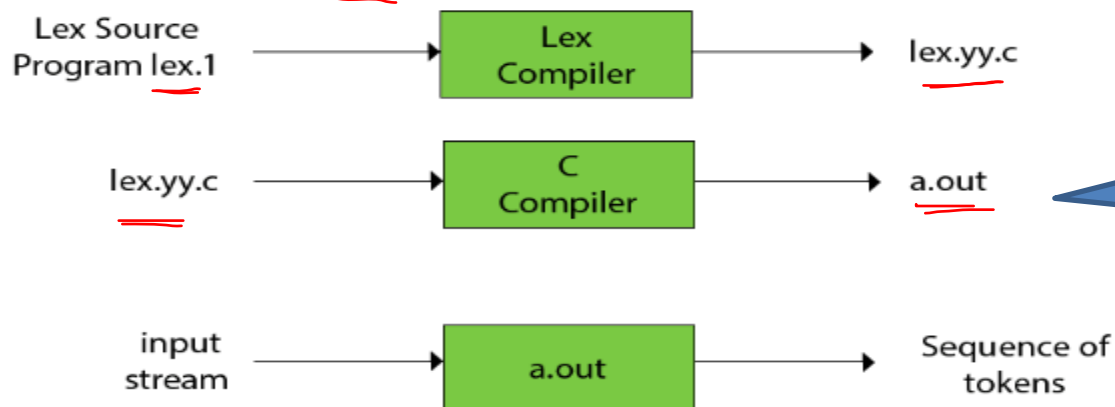 Lex Source
Program lex.1
Lex
Compiler
lex.yy.c
lex.yy.c
C
Compiler
a.out
input
stream
a.out
Sequence of
tokens